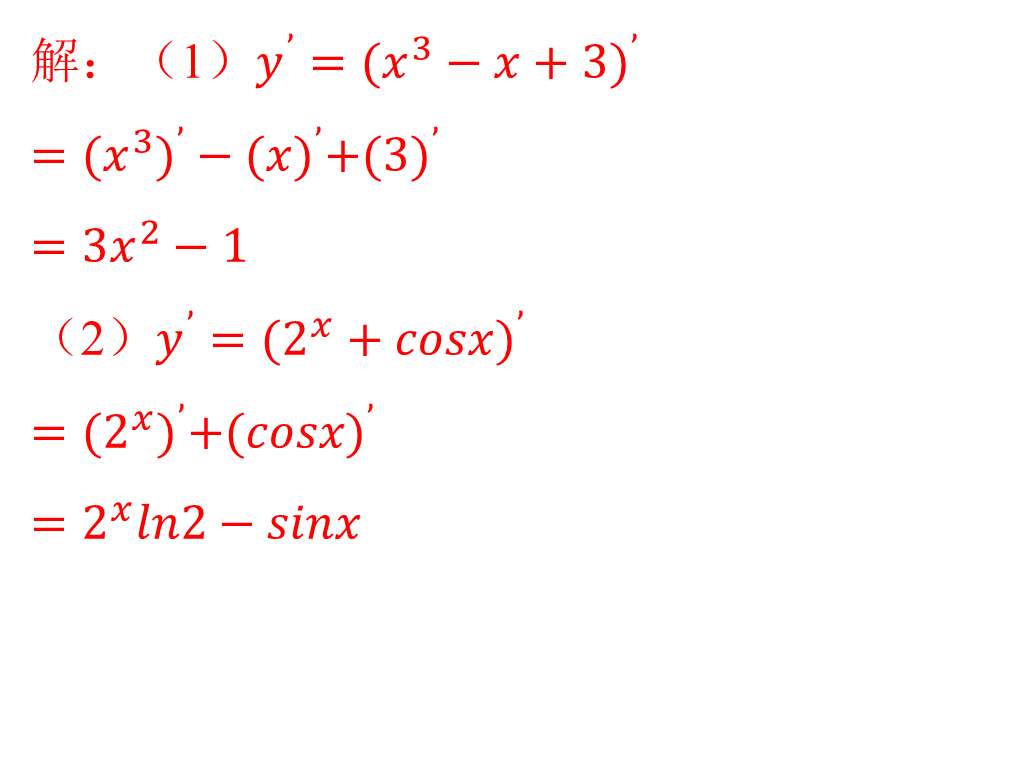 解：（1）y′ = (x³ − x + 3)′
= (x³)′ − (x)′+(3)′
= 3x² − 1
（2）y′ = (2ˣ + cosx)′
= (2ˣ)′+(cosx)′
= 2ˣln2 − sinx